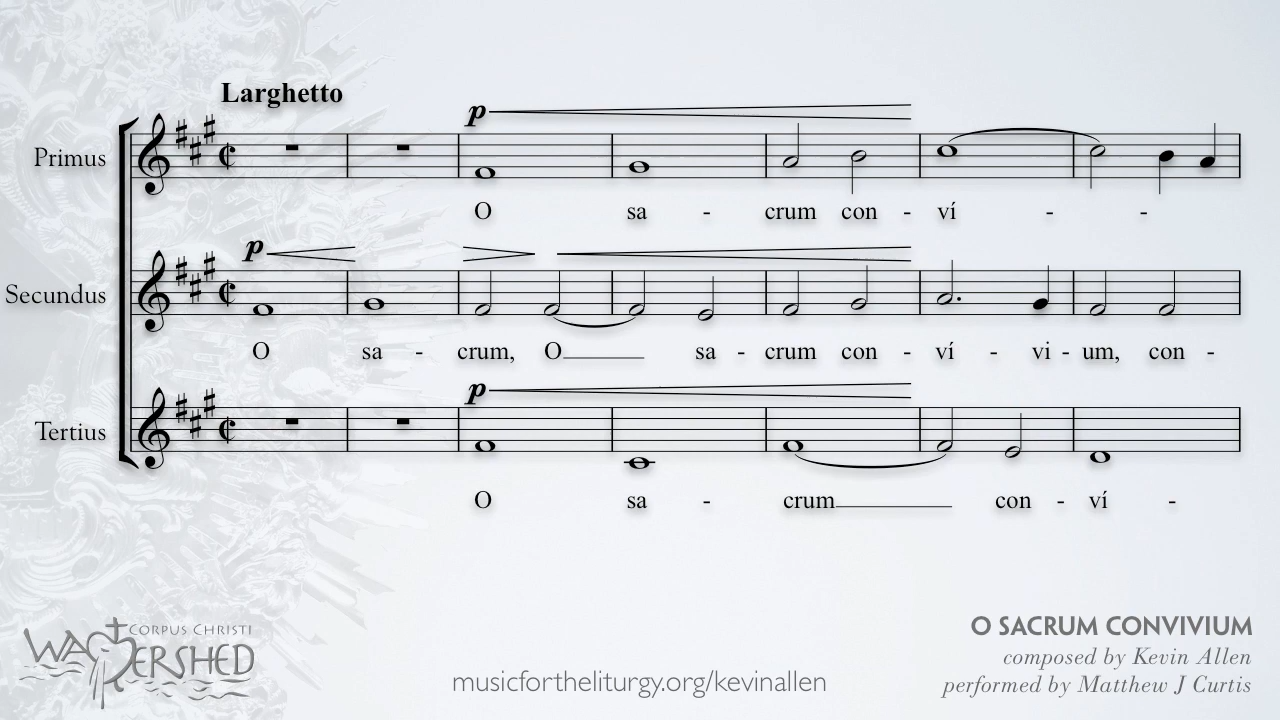 Larghetto
p
Primus
O sa - crum con - ví - -
p
Secundus
O sa - crum, O sa - crum con - ví - vi - um, con -
p
Tertius
O sa - crum con - ví -
CORPUS CHRISTI
WATERSHED
O SACRUM CONVIVIUM
composed by Kevin Allen
musicfortheliturgy.org/kevinallen
performed by Matthew J Curtis